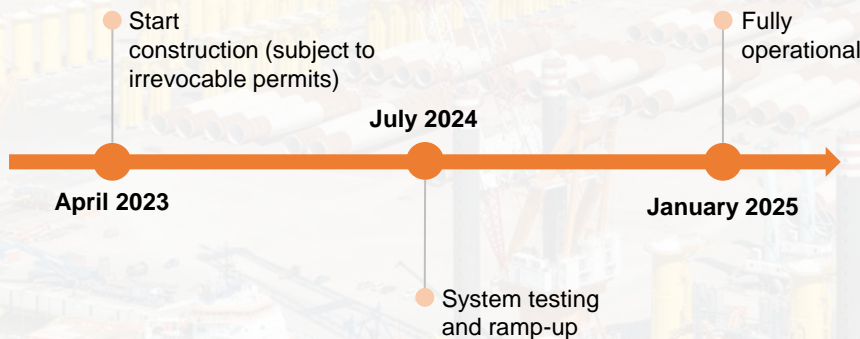 Start
construction (subject to
irrevocable permits)
Fully
operational
July 2024
April 2023
January 2025
System testing
and ramp-up